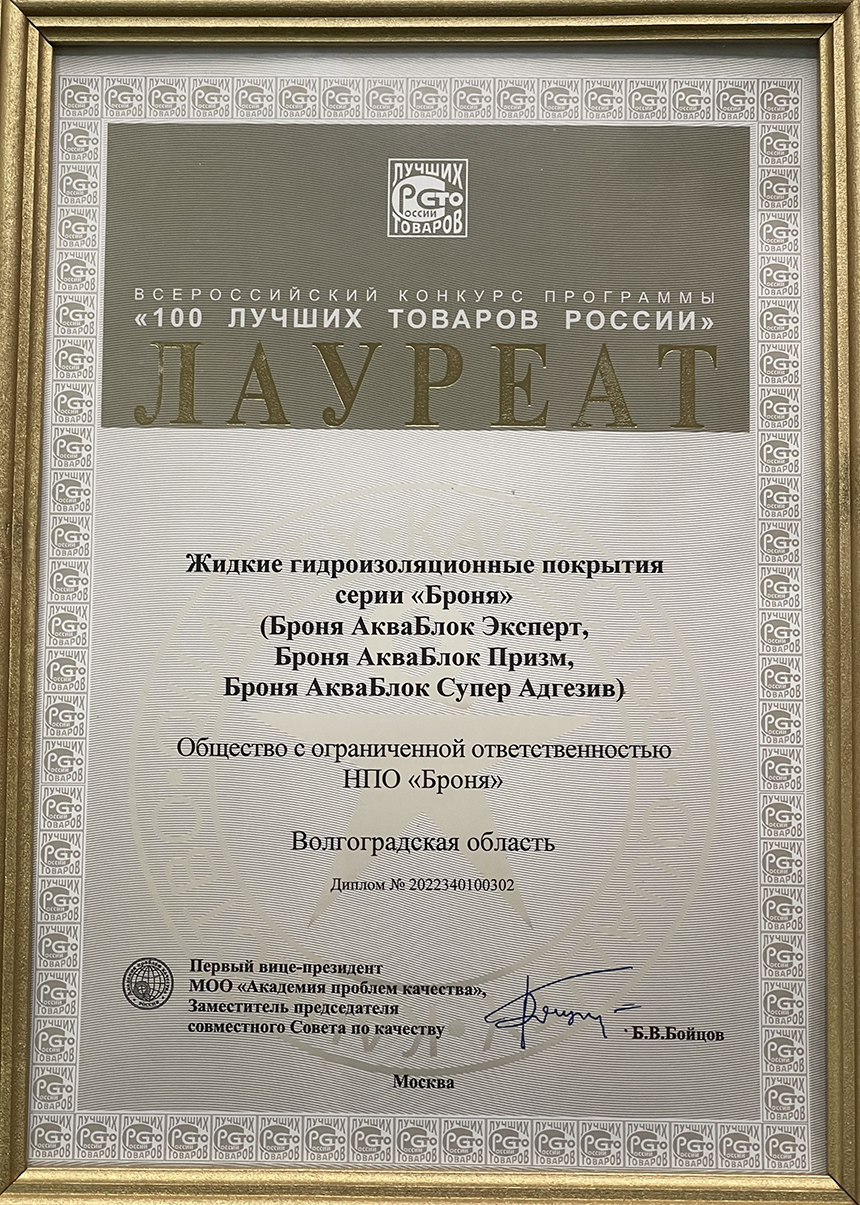 ЛУЧШИХ
РСТО
РОССИИ
ТОВАРОВ
ВСЕРОССИЙСКИЙ КОНКУРС ПРОГРАММЫ
«100 ЛУЧШИХ ТОВАРОВ РОССИИ»
ЛАУРЕАТ
Жидкие гидроизоляционные покрытия
серии «Броня»
(Броня АкваБлок Эксперт,
Броня АкваБлок Призм,
Броня АкваБлок Супер Адгезив)
Общество с ограниченной ответственностью
НПО «Броня»
Волгоградская область
Диплом № 2022340100302
Первый вице-президент
МОО «Академия проблем качества»,
Заместитель председателя
совместного Совета по качеству
Б.В.Бойцов
Москва